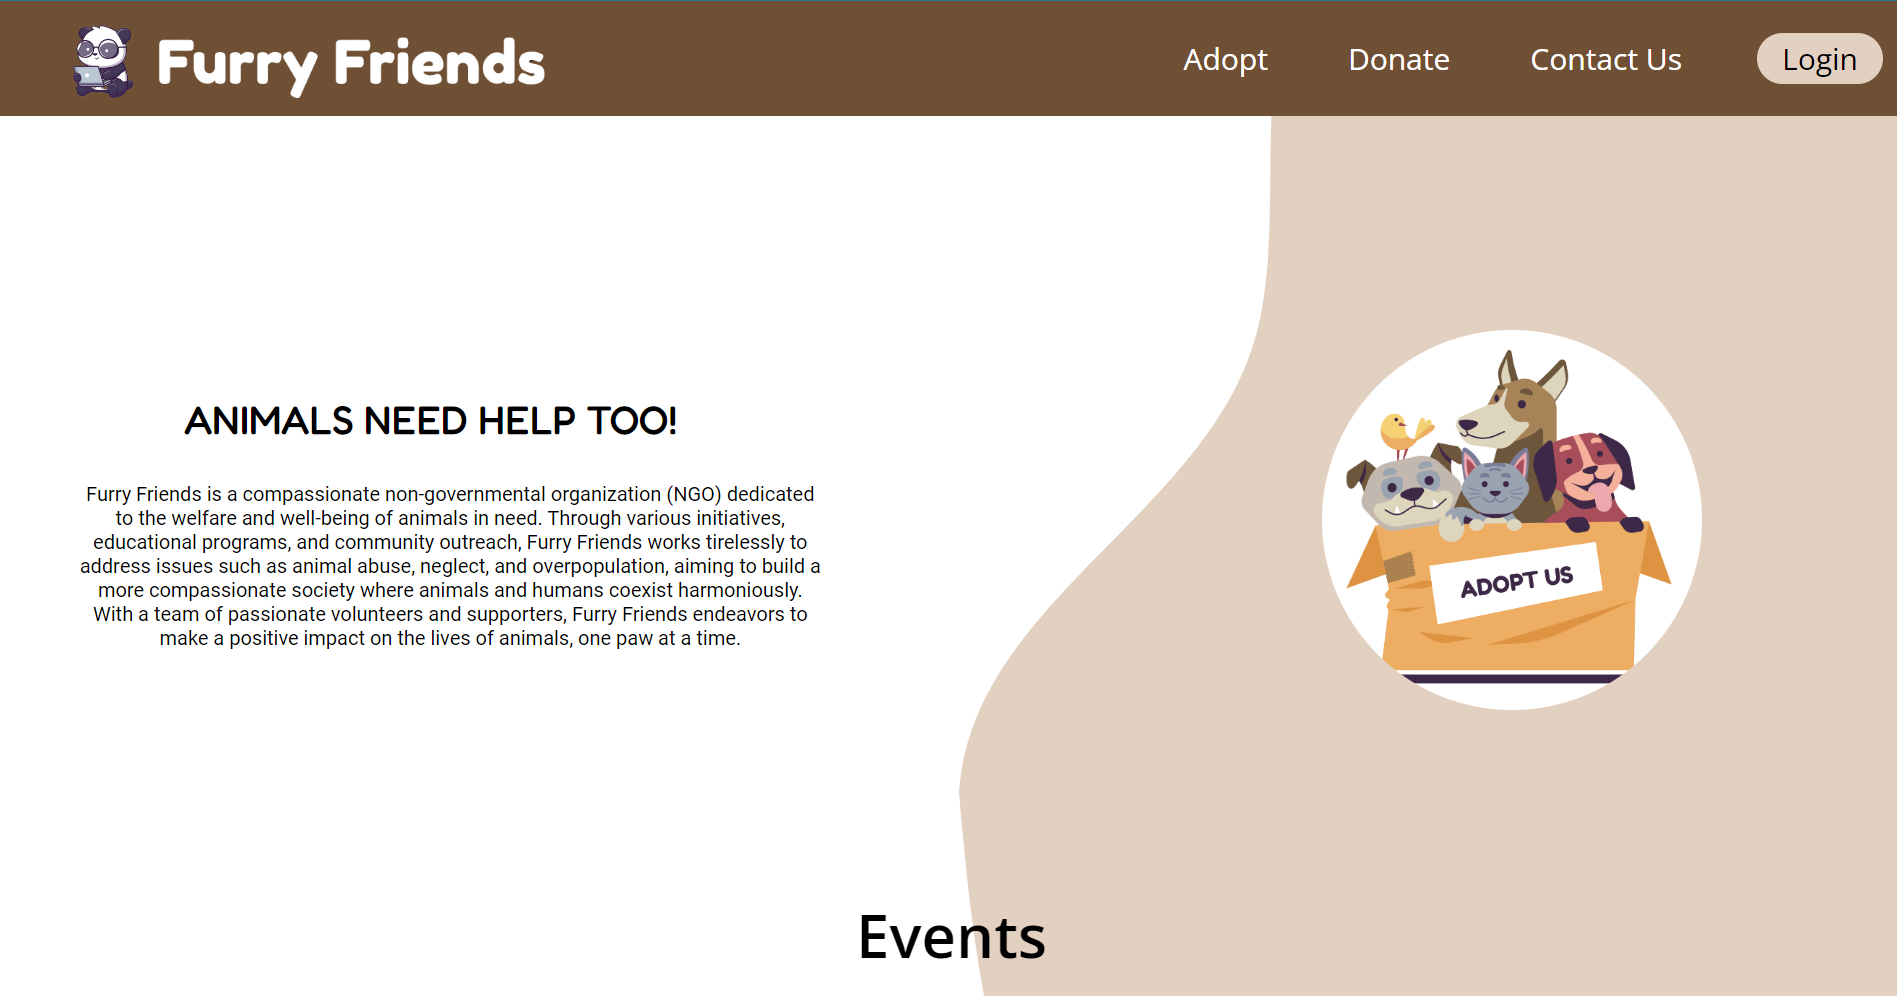 Furry Friends
Adopt Donate Contact Us Login
ANIMALS NEED HELP TOO!
Furry Friends is a compassionate non-governmental organization (NGO) dedicated
to the welfare and well-being of animals in need. Through various initiatives,
educational programs, and community outreach, Furry Friends works tirelessly to
address issues such as animal abuse, neglect, and overpopulation, aiming to build a
more compassionate society where animals and humans coexist harmoniously.
With a team of passionate volunteers and supporters, Furry Friends endeavors to
make a positive impact on the lives of animals, one paw at a time.
ADOPT US
Events